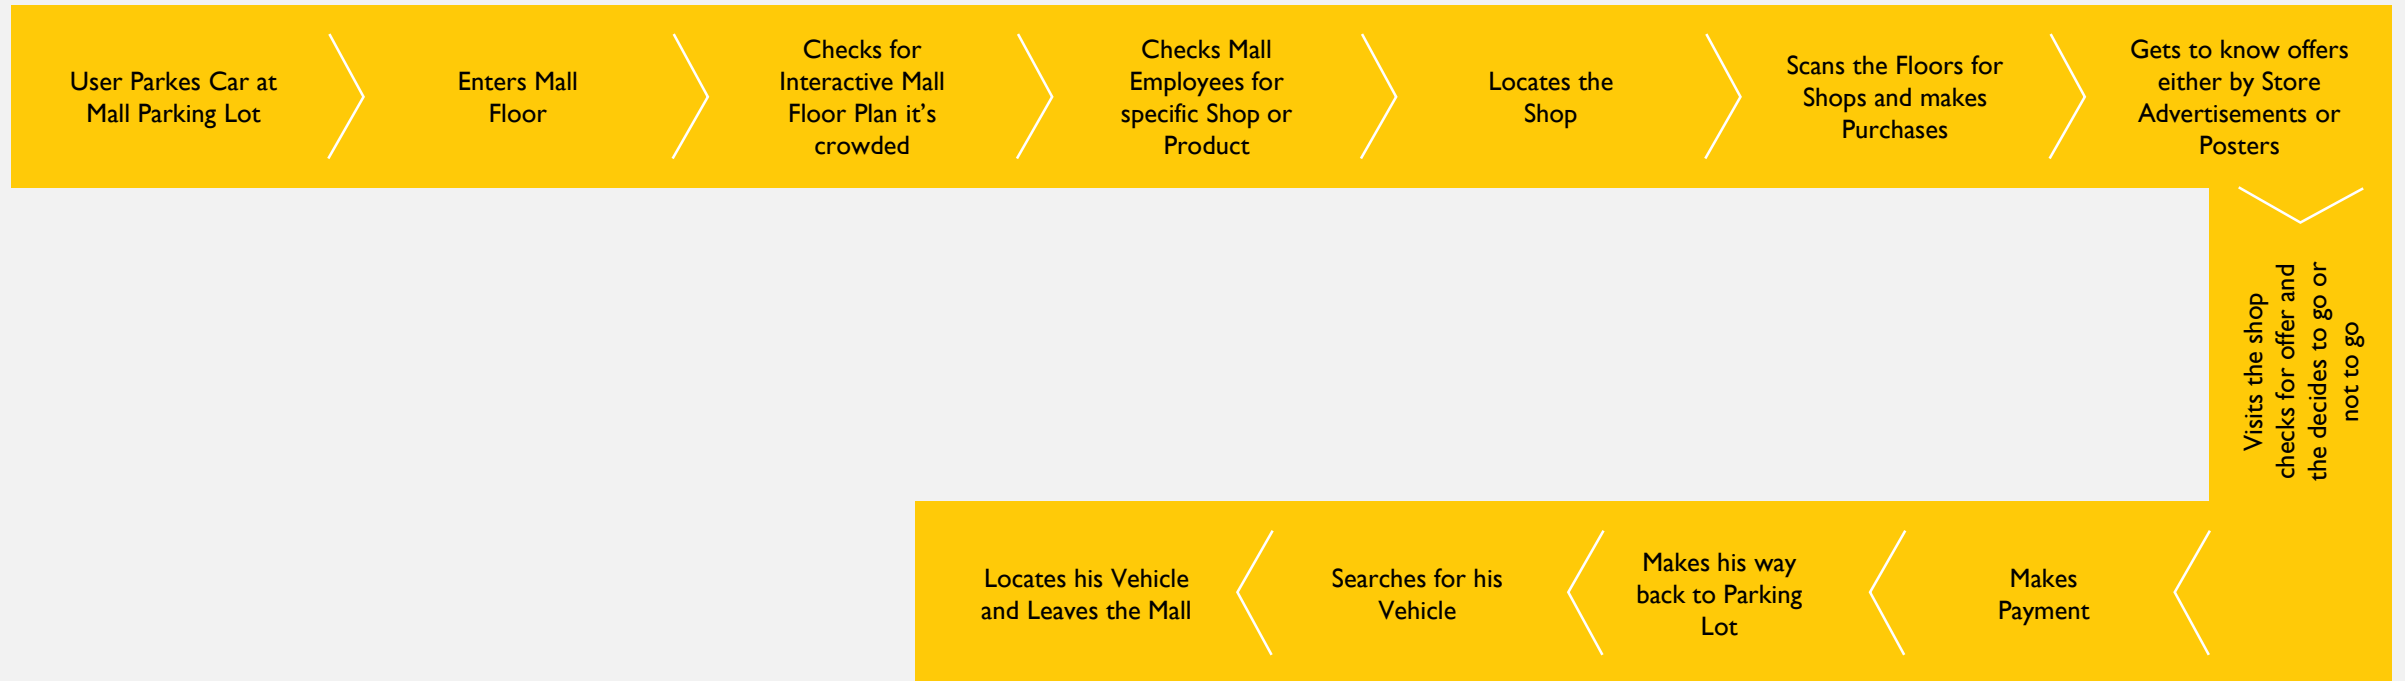 User Parkes Car at
Mall Parking Lot
Enters Mall
Floor
Checks for
Interactive Mall
Floor Plan it’s
crowded
Checks Mall
Employees for
specific Shop or
Product
Locates the
Shop
Scans the Floors for
Shops and makes
Purchases
Gets to know offers
either by Store
Advertisements or
Posters
Visits the shop
checks for offer and
the decides to go or
not to go
Makes
Payment
Makes his way
back to Parking
Lot
Searches for his
Vehicle
Locates his Vehicle
and Leaves the Mall